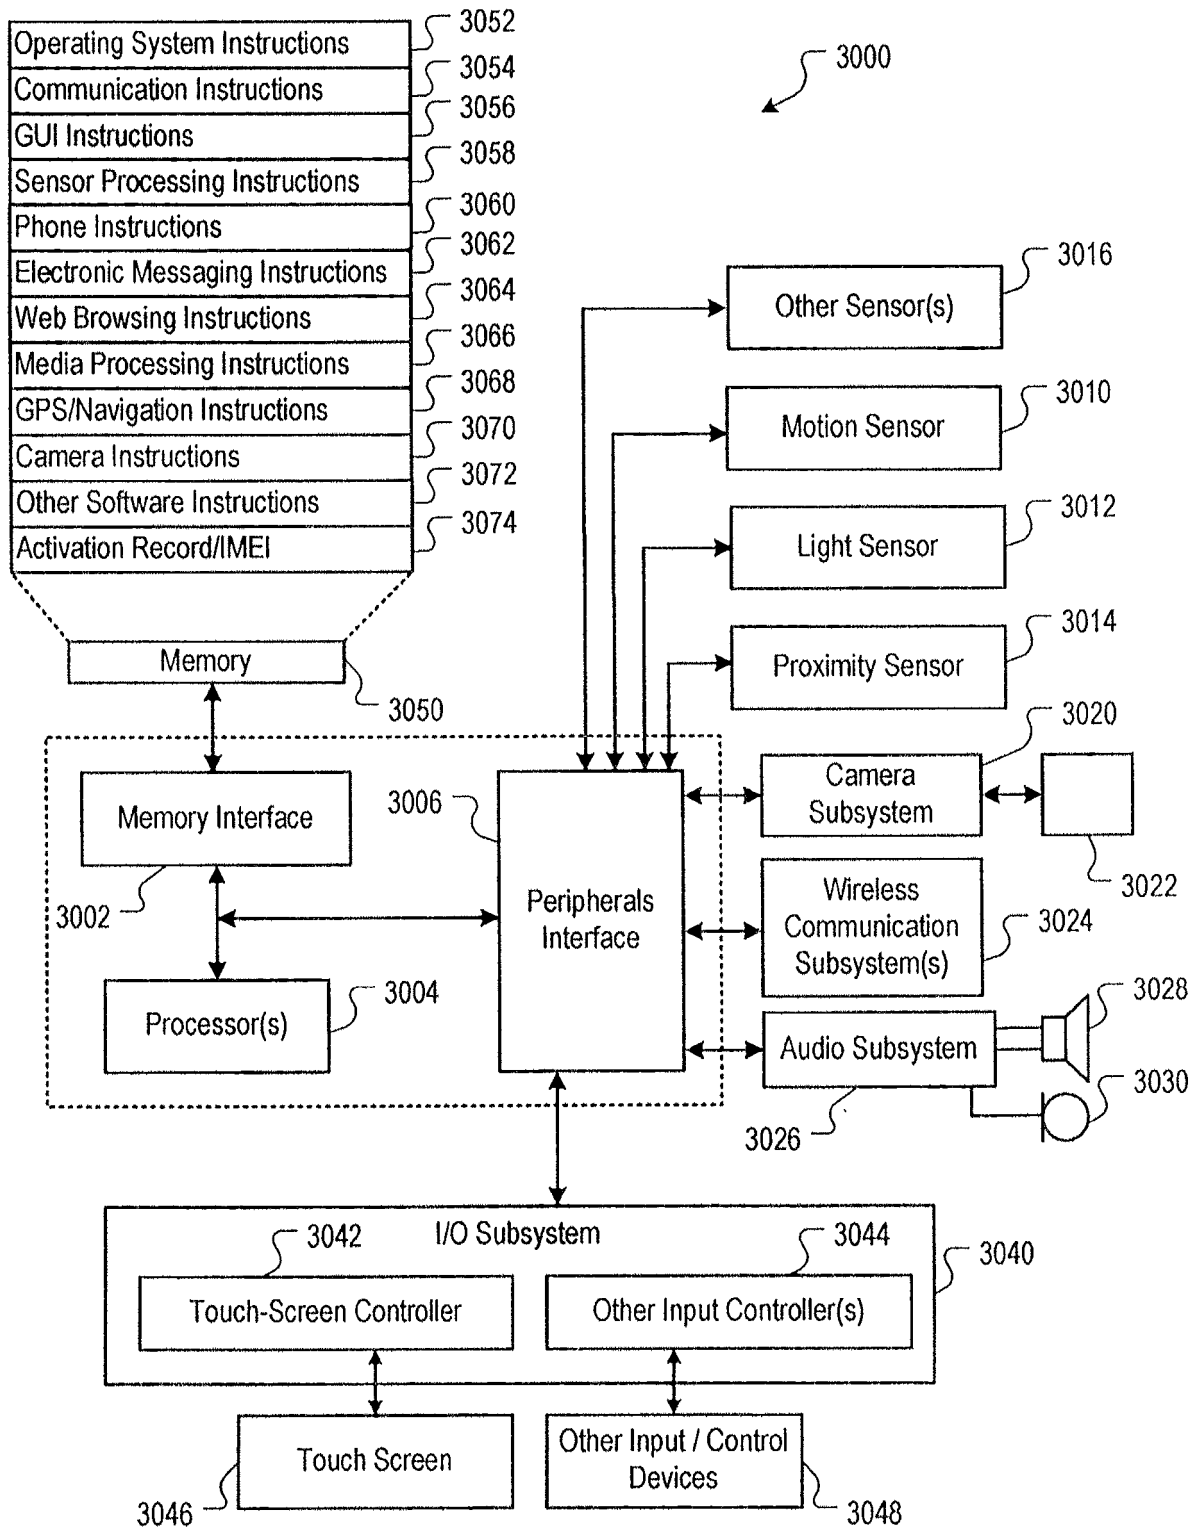 3052
Operating System Instructions
3054
Communication Instructions
3056
GUI Instructions
3058
Sensor Processing Instructions
3060
Phone Instructions
3062
Electronic Messaging Instructions
3064
Web Browsing Instructions
3066
Media Processing Instructions
3068
GPS/Navigation Instructions
3070
Camera Instructions
3072
Other Software Instructions
3074
Activation Record/IMEI
Memory
3050
3000
3016
Other Sensor(s)
3010
Motion Sensor
3012
Light Sensor
3014
Proximity Sensor
3020
Camera
Subsystem
3022
Memory Interface
3002
3006
Peripherals
Interface
Wireless
Communication
Subsystem(s)
3024
3004
Processor(s)
Audio Subsystem
3028
3030
3026
I/O Subsystem
3042
3044
3040
Touch-Screen Controller
Other Input Controller(s)
Touch Screen
3046
Other Input / Control
Devices
3048